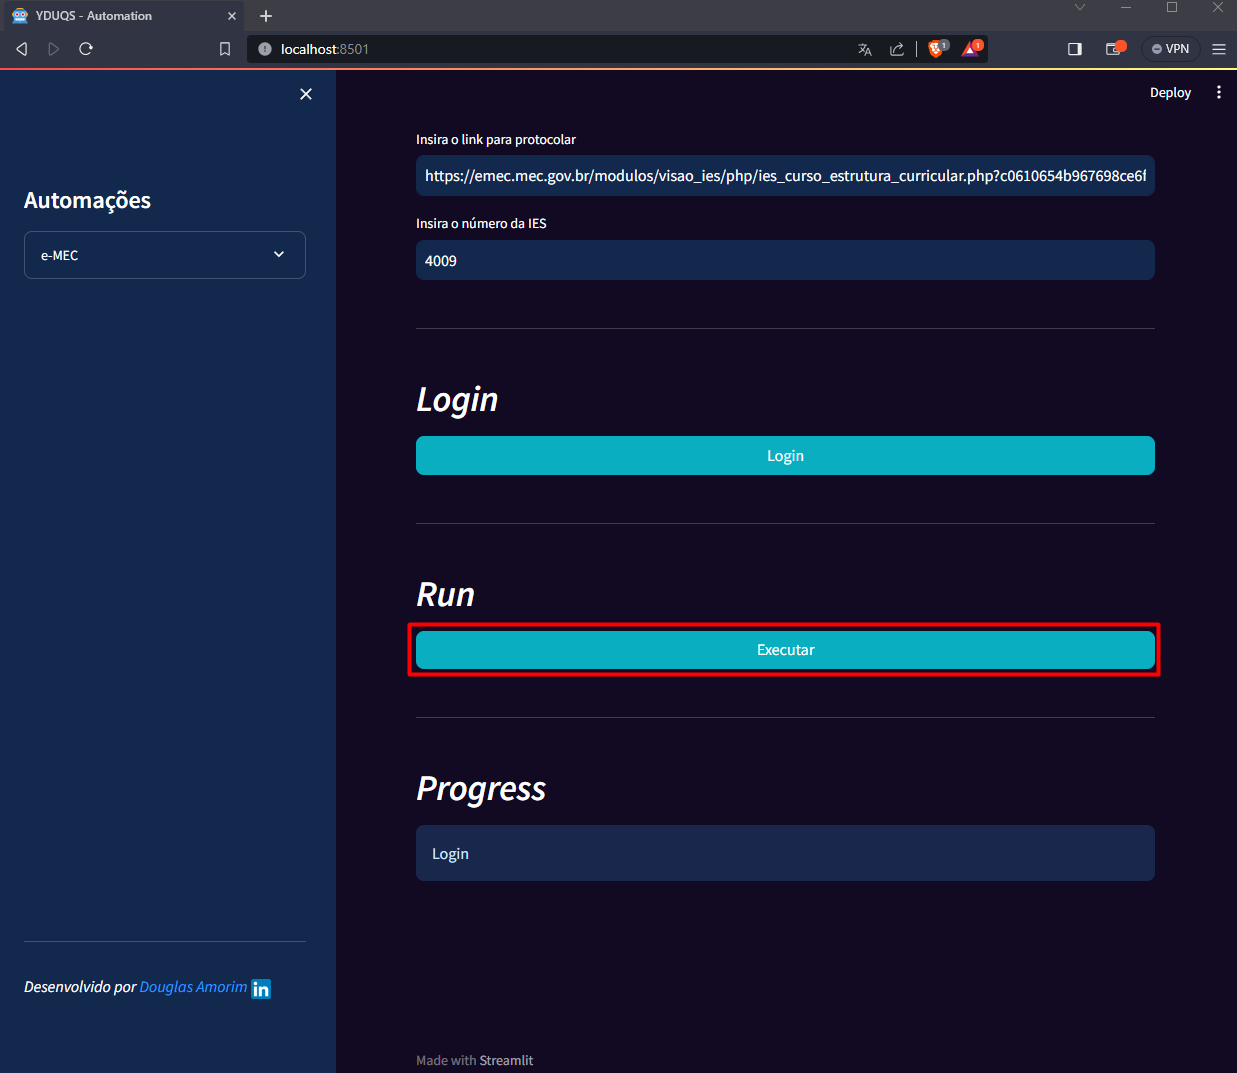 YDUQS - Automation
localhost:8501
1
1
VPN
Deploy
Automações
e-MEC
Insira o link para protocolar
https://emec.mec.gov.br/modulos/visao_ies/php/ies_curso_estrutura_curricular.php?c0610654b967698ce6f
Insira o número da IES
4009
Login
Login
Run
Executar
Progress
Login
Desenvolvido por Douglas Amorim in
Made with Streamlit